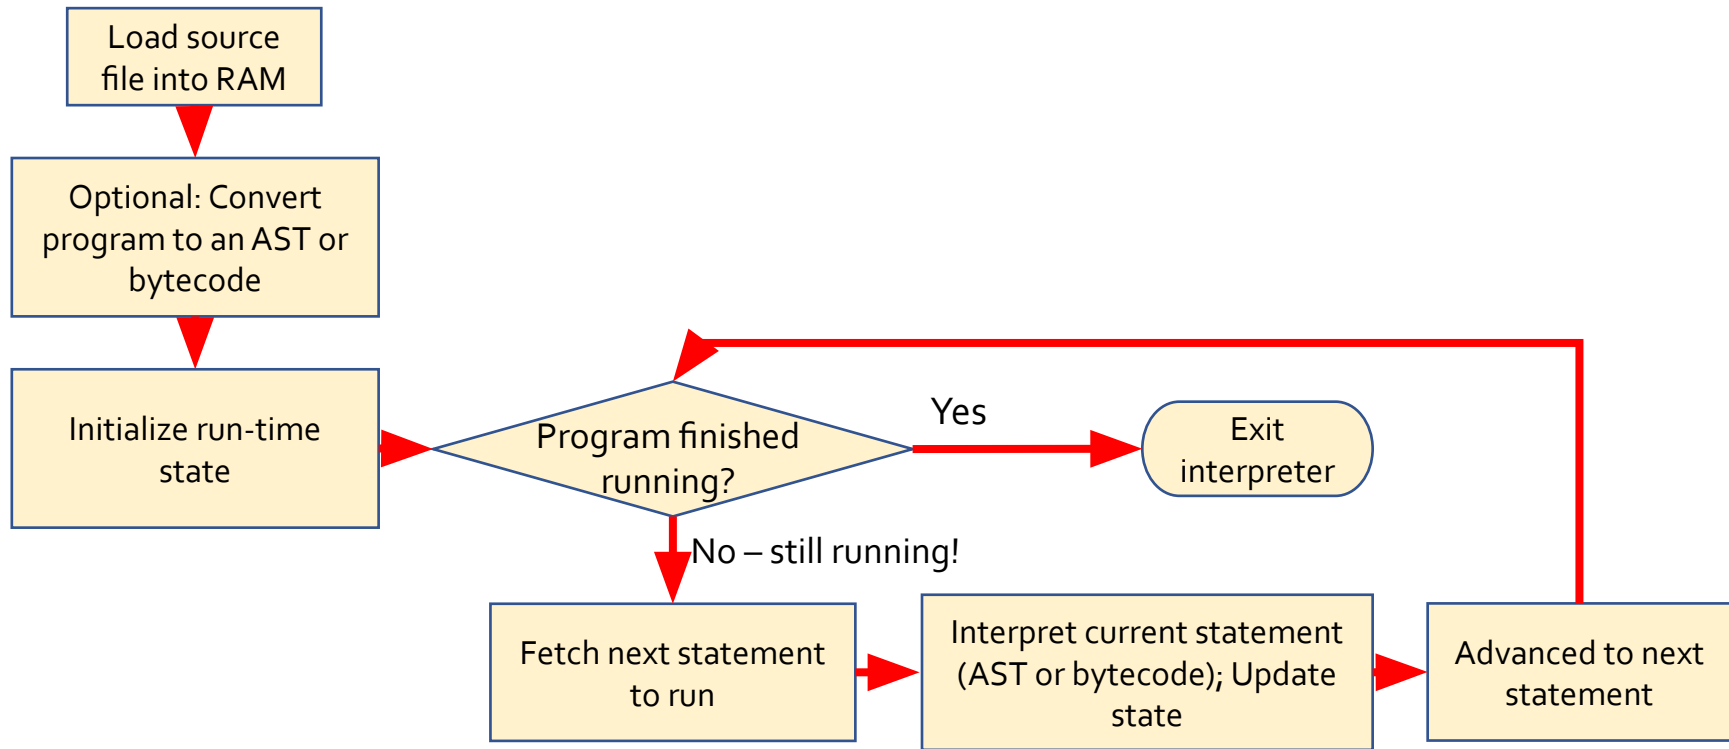 Load source
file into RAM
Optional: Convert
program to an AST or
bytecode
Initialize run-time
state
Program finished
running?
Yes
Exit
interpreter
No – still running!
Fetch next statement
to run
Interpret current statement
(AST or bytecode); Update
state
Advanced to next
statement